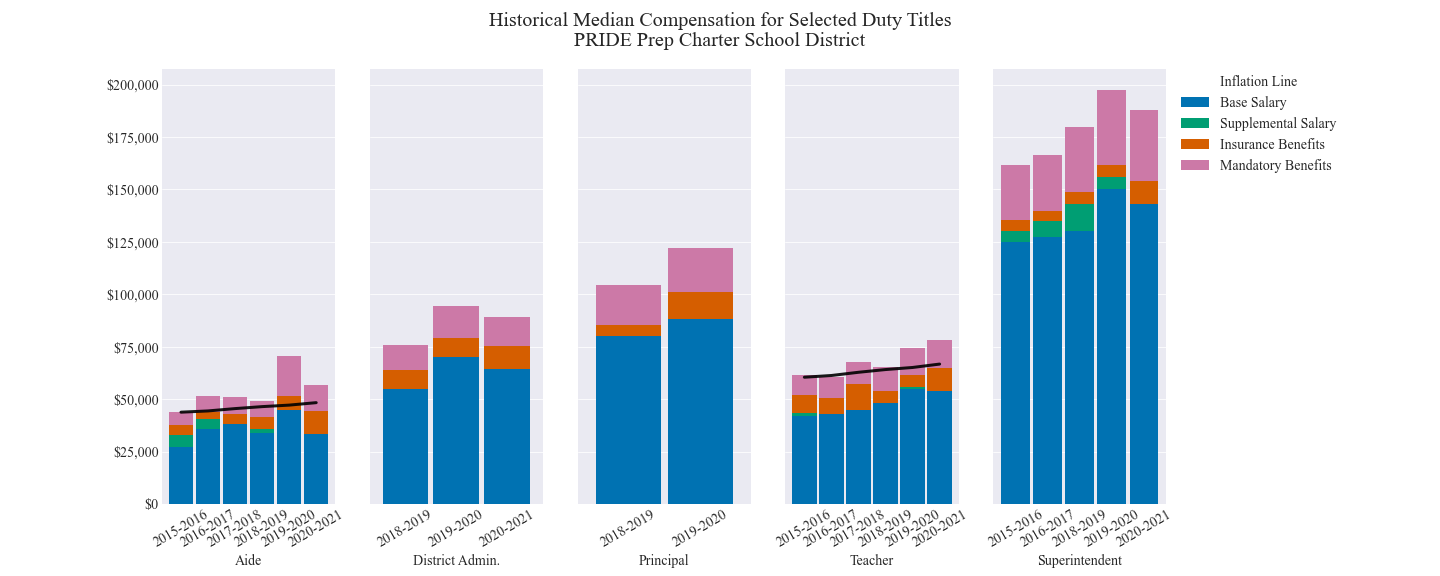 Historical Median Compensation for Selected Duty Titles
PRIDE Prep Charter School District
$200,000
$175,000
$150,000
$125,000
$100,000
$75,000
$50,000
$25,000
$0
2015-2016
2016-2017
2017-2018
2018-2019
2019-2020
2020-2021
Aide
2018-2019
2019-2020
2020-2021
District Admin.
2018-2019
2019-2020
Principal
2015-2016
2016-2017
2017-2018
2018-2019
2019-2020
2020-2021
Teacher
2015-2016
2016-2017
2018-2019
2019-2020
2020-2021
Superintendent
Inflation Line
Base Salary
Supplemental Salary
Insurance Benefits
Mandatory Benefits